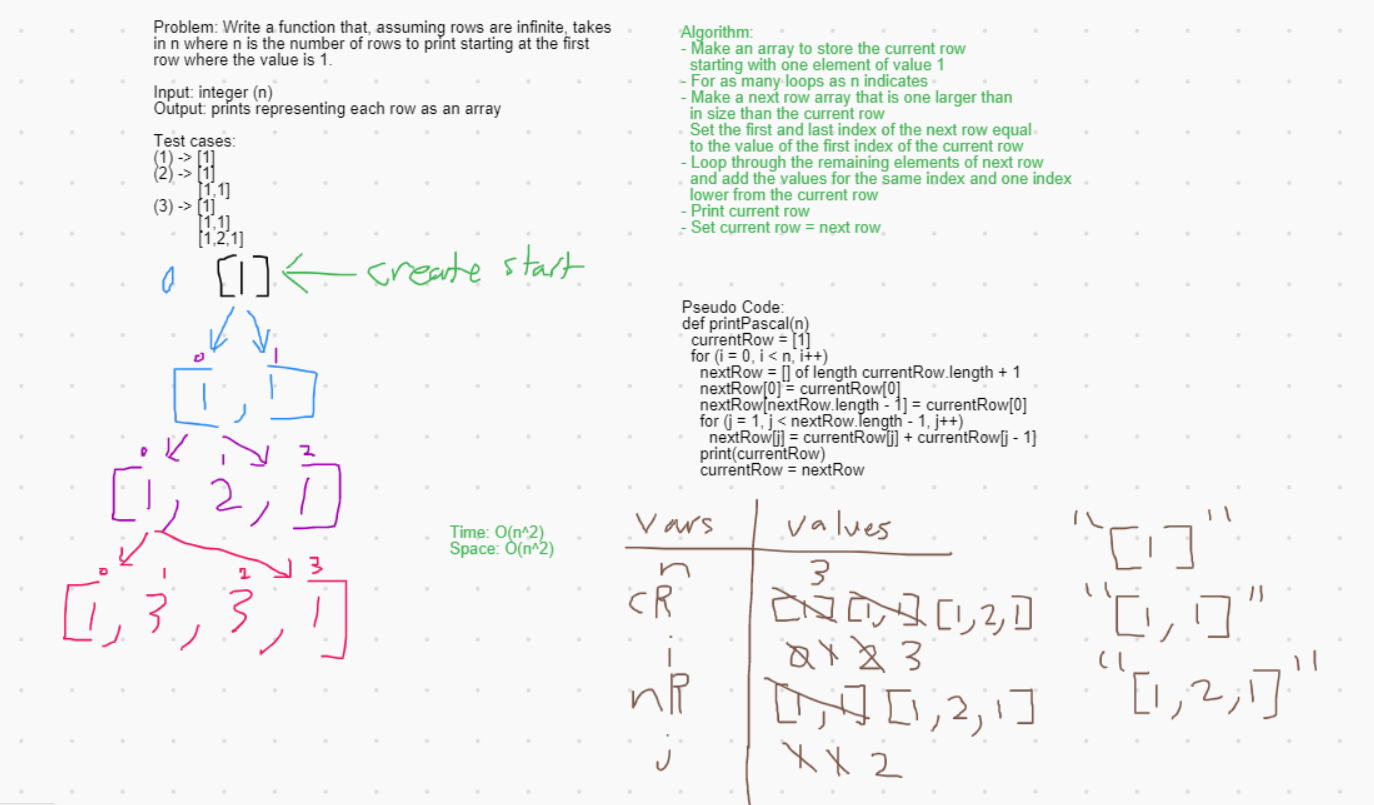 Problem: Write a function that, assuming rows are infinite, takes
in n where n is the number of rows to print starting at the first
row where the value is 1.
Input: integer (n)
Output: prints representing each row as an array
Test cases:
(1) -> [1]
(2) -> [1]
[1,1]
(3) -> [1]
[1,1]
[1,2,1]
0 [1] create start
0 1
[1, 1]
0 1 2
[1, 2, 1]
0 1 2 3
[1, 3, 3, 1]
Time: O(n^2)
Space: O(n^2)
Algorithm:
- Make an array to store the current row
starting with one element of value 1
- For as many loops as n indicates
- Make a next row array that is one larger than
in size than the current row
Set the first and last index of the next row equal
to the value of the first index of the current row
- Loop through the remaining elements of next row
and add the values for the same index and one index
lower from the current row
- Print current row
- Set current row = next row
Pseudo Code:
def printPascal(n)
currentRow = [1]
for (i = 0, i < n, i++)
nextRow = [] of length currentRow.length + 1
nextRow[0] = currentRow[0]
nextRow[nextRow.length - 1] = currentRow[0]
for (j = 1, j < nextRow.length - 1, j++)
nextRow[j] = currentRow[j] + currentRow[j - 1]
print(currentRow)
currentRow = nextRow
vars values
n 3
cR [1] [1,1] [1,2,1]
i 0 1 2 3
nR [1,1] [1,2,1]
j 1 1 2
"[1]"
"[1,1]"
"[1,2,1]"